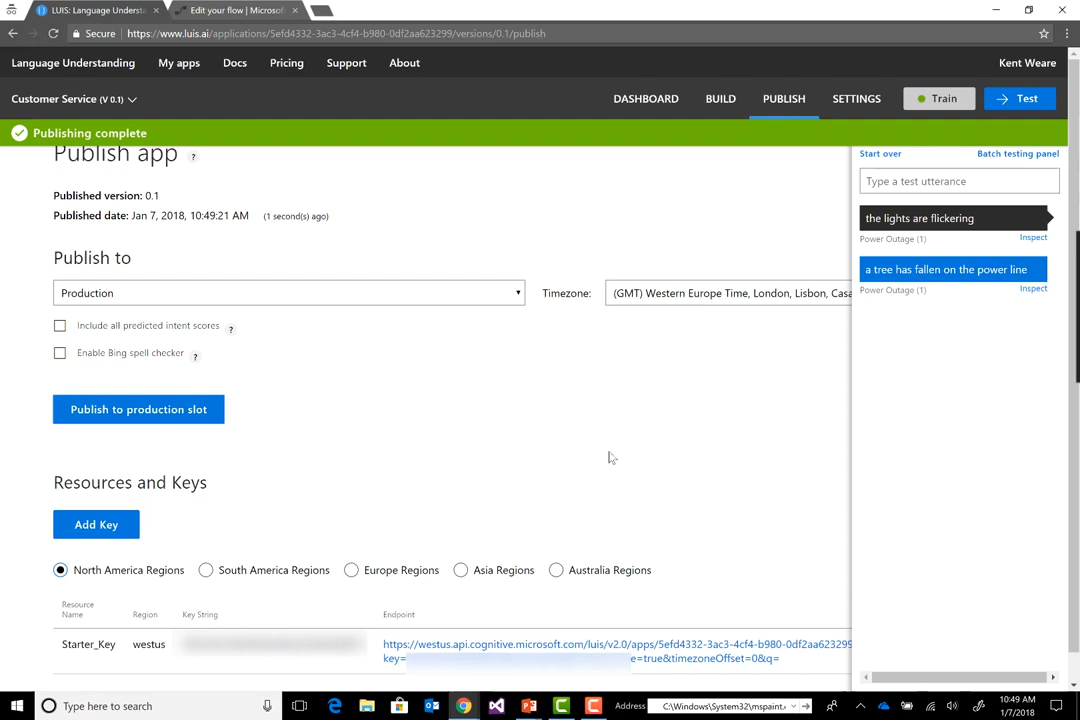 LUIS: Language Understa
Edit your flow | Microsof
Secure
https://www.luis.ai/applications/5efd4332-3ac3-4cf4-b980-0df2aa623299/versions/0.1/publish
Language Understanding My apps Docs Pricing Support About Kent Weare
Customer Service (V 0.1) DASHBOARD BUILD PUBLISH SETTINGS Train Test
Publishing complete
Publish app ?
Start over Batch testing panel
Type a test utterance
Published version: 0.1
Published date: Jan 7, 2018, 10:49:21 AM (1 second(s) ago)
the lights are flickering
Power Outage (1) Inspect
Publish to
a tree has fallen on the power line
Power Outage (1) Inspect
Production Timezone: (GMT) Western Europe Time, London, Lisbon, Casa
Include all predicted intent scores ?
Enable Bing spell checker ?
Publish to production slot
Resources and Keys
Add Key
North America Regions South America Regions Europe Regions Asia Regions Australia Regions
Resource
Name Region Key String Endpoint
Starter_Key westus https://westus.api.cognitive.microsoft.com/luis/v2.0/apps/5efd4332-3ac3-4cf4-b980-0df2aa623299
key= e=true&timezoneOffset=0&q=
Type here to search
Address C:\Windows\System32\mspaint.
10:49 AM
1/7/2018